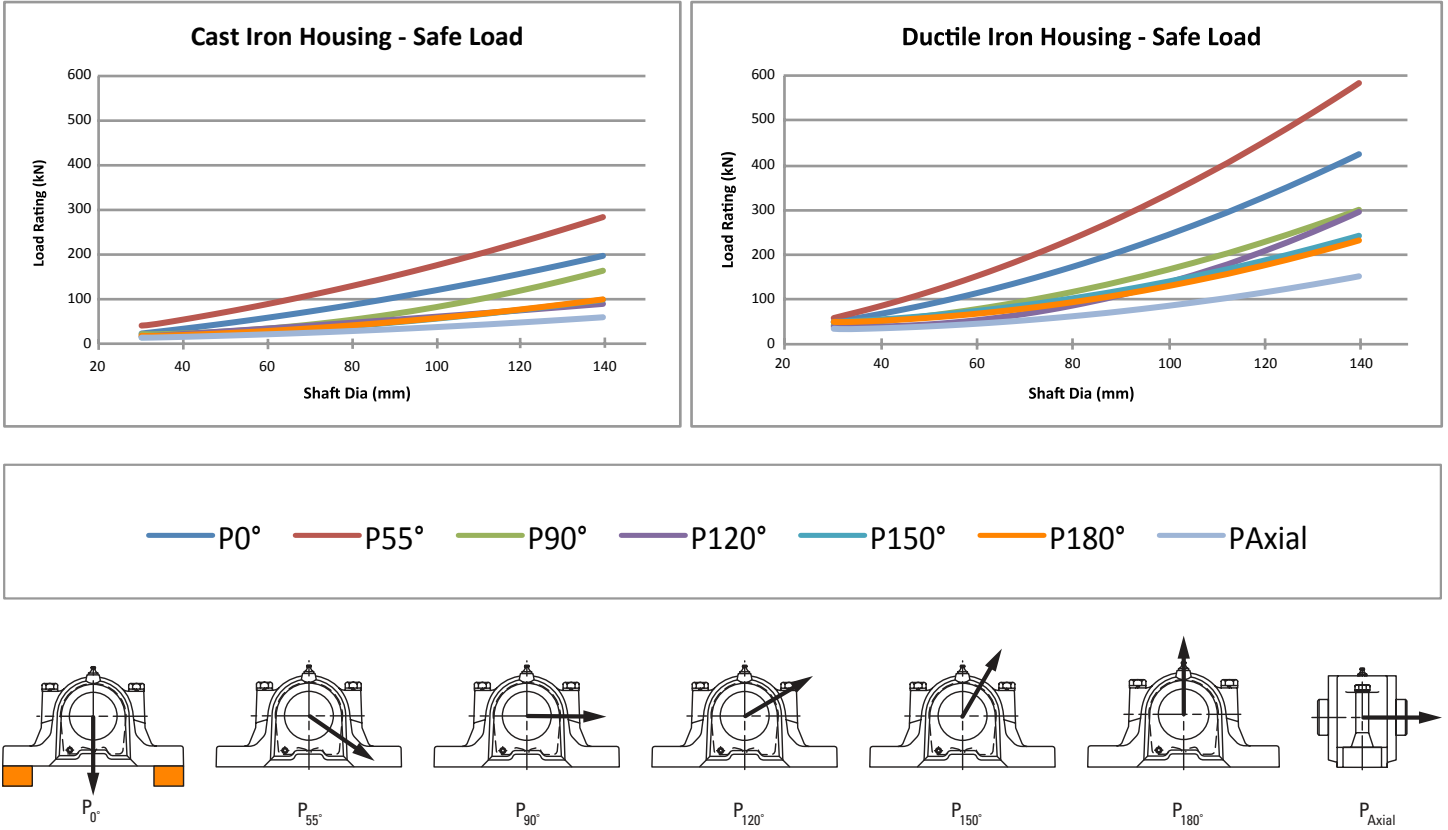 Cast Iron Housing - Safe Load
600
500
400
300
200
100
0
Load Rating (kN)
20 40 60 80 100 120 140
Shaft Dia (mm)
Ductile Iron Housing - Safe Load
600
500
400
300
200
100
0
Load Rating (kN)
20 40 60 80 100 120 140
Shaft Dia (mm)
P0° P55° P90° P120° P150° P180° PAxial
P0° P55° P90° P120° P150° P180° PAxial